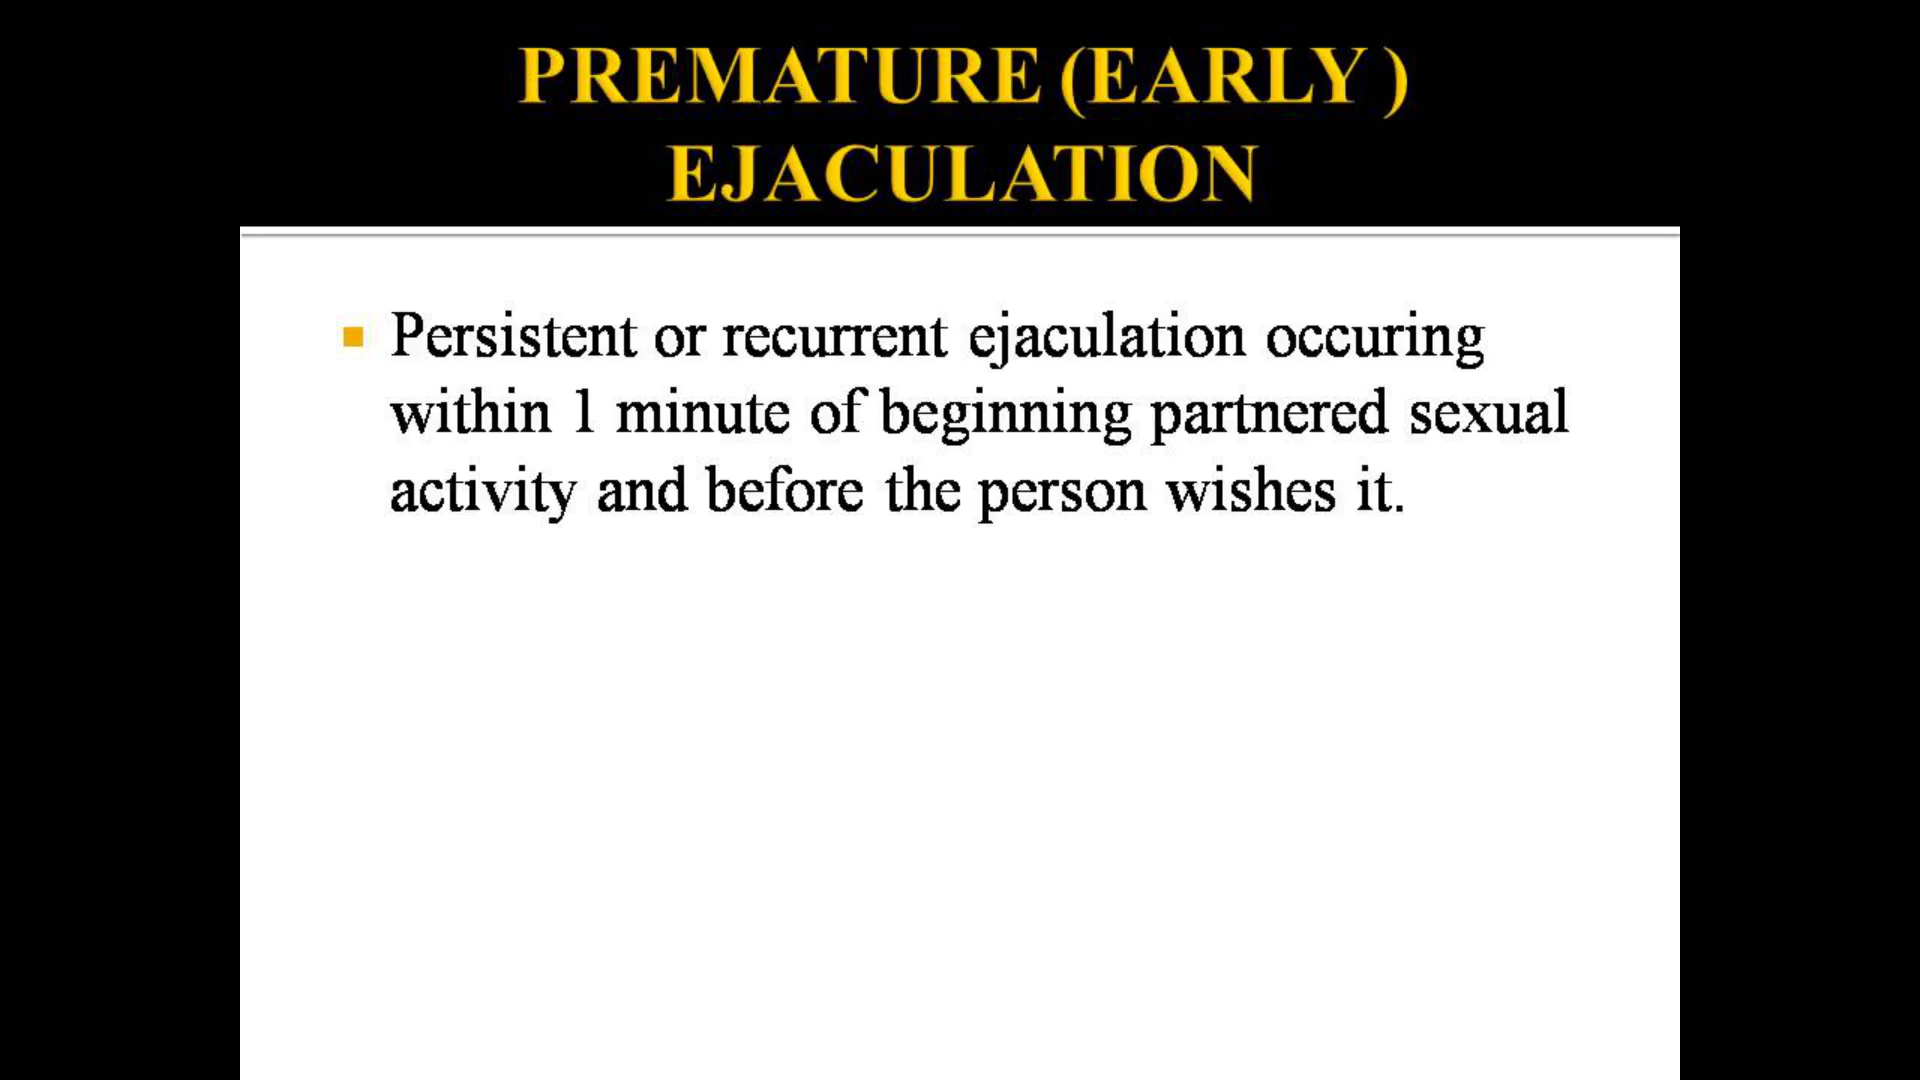 PREMATURE (EARLY )
EJACULATION
Persistent or recurrent ejaculation occuring
within 1 minute of beginning partnered sexual
activity and before the person wishes it.